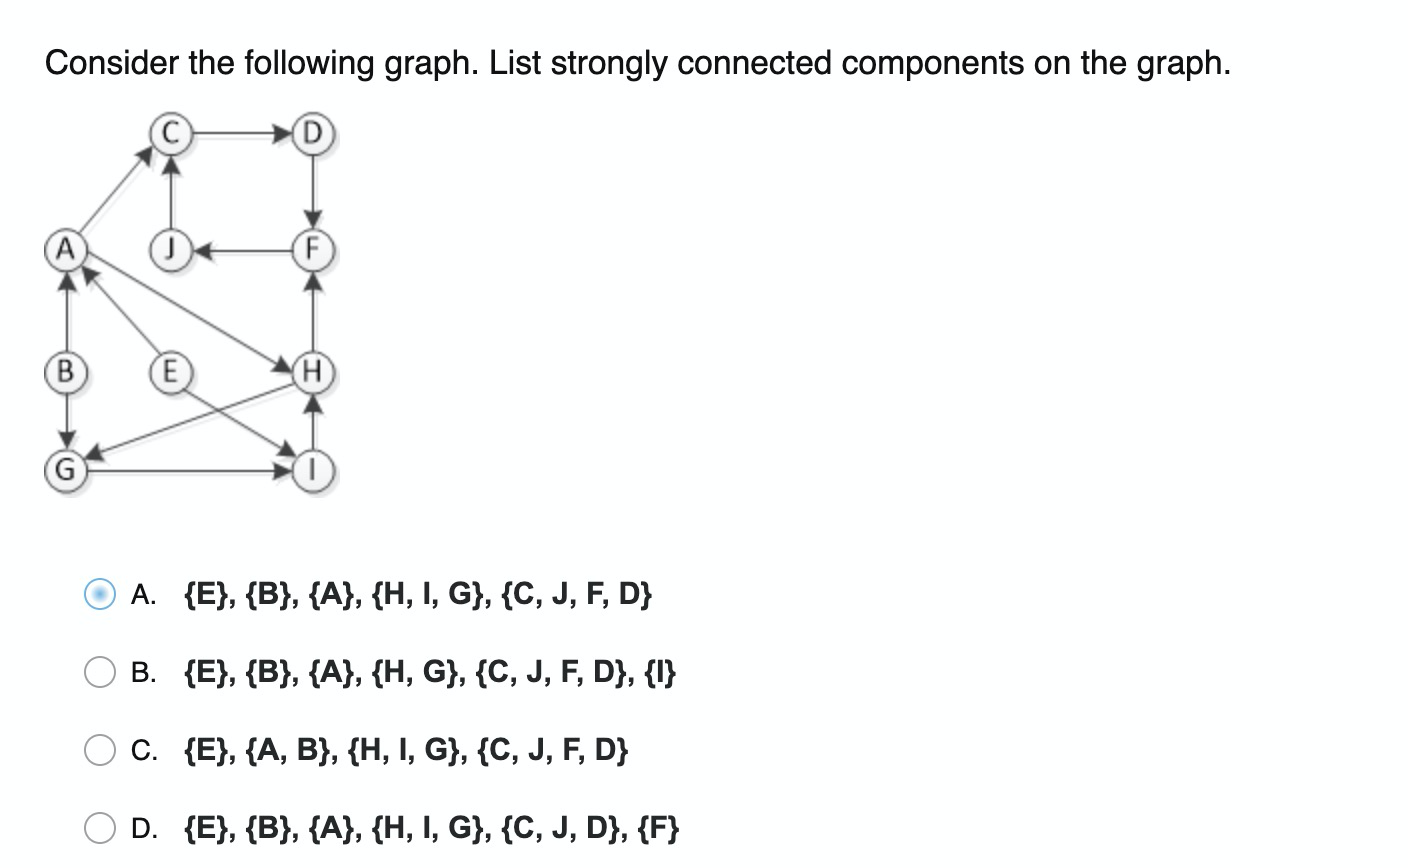 Consider the following graph. List strongly connected components on the graph.
C D
A J F
B E H
G I
A. {E}, {B}, {A}, {H, I, G}, {C, J, F, D}
B. {E}, {B}, {A}, {H, G}, {C, J, F, D}, {I}
C. {E}, {A, B}, {H, I, G}, {C, J, F, D}
D. {E}, {B}, {A}, {H, I, G}, {C, J, D}, {F}